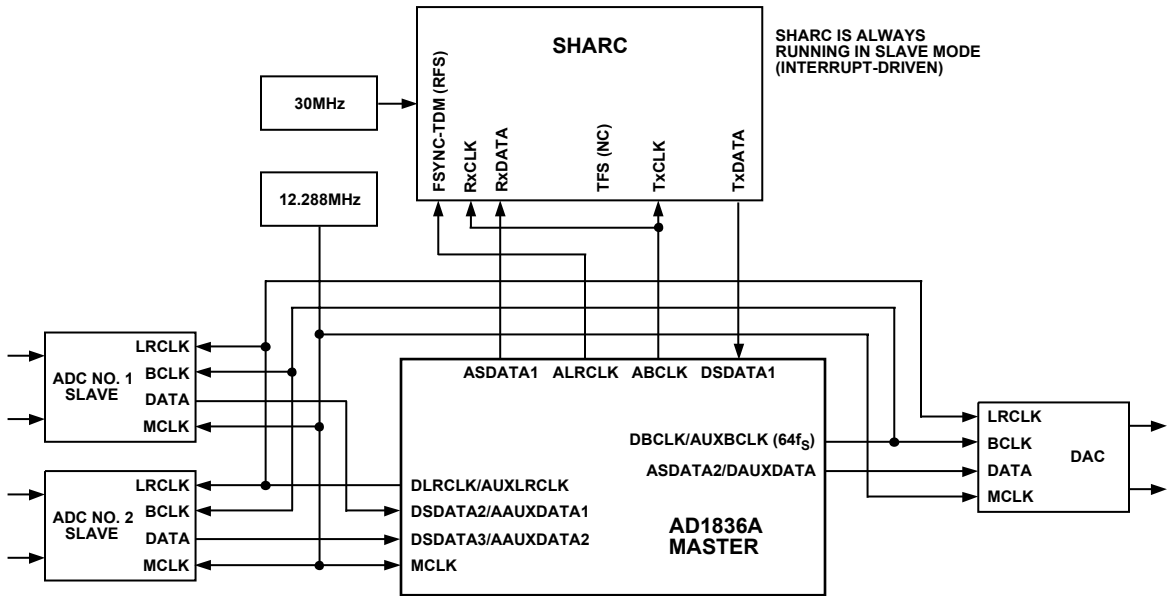 SHARC
SHARC IS ALWAYS
RUNNING IN SLAVE MODE
(INTERRUPT-DRIVEN)
30MHz
FSYNC-TDM (RFS)
RxCLK
RxDATA
TFS (NC)
TxCLK
TxDATA
12.288MHz
ADC NO. 1
SLAVE
LRCLK
BCLK
DATA
MCLK
ADC NO. 2
SLAVE
LRCLK
BCLK
DATA
MCLK
ASDATA1
ALRCLK
ABCLK
DSDATA1
DBCLK/AUXBCLK (64fS)
ASDATA2/DAUXDATA
DLRCLK/AUXLRCLK
DSDATA2/AAUXDATA1
DSDATA3/AAUXDATA2
MCLK
AD1836A
MASTER
LRCLK
BCLK
DATA
MCLK
DAC